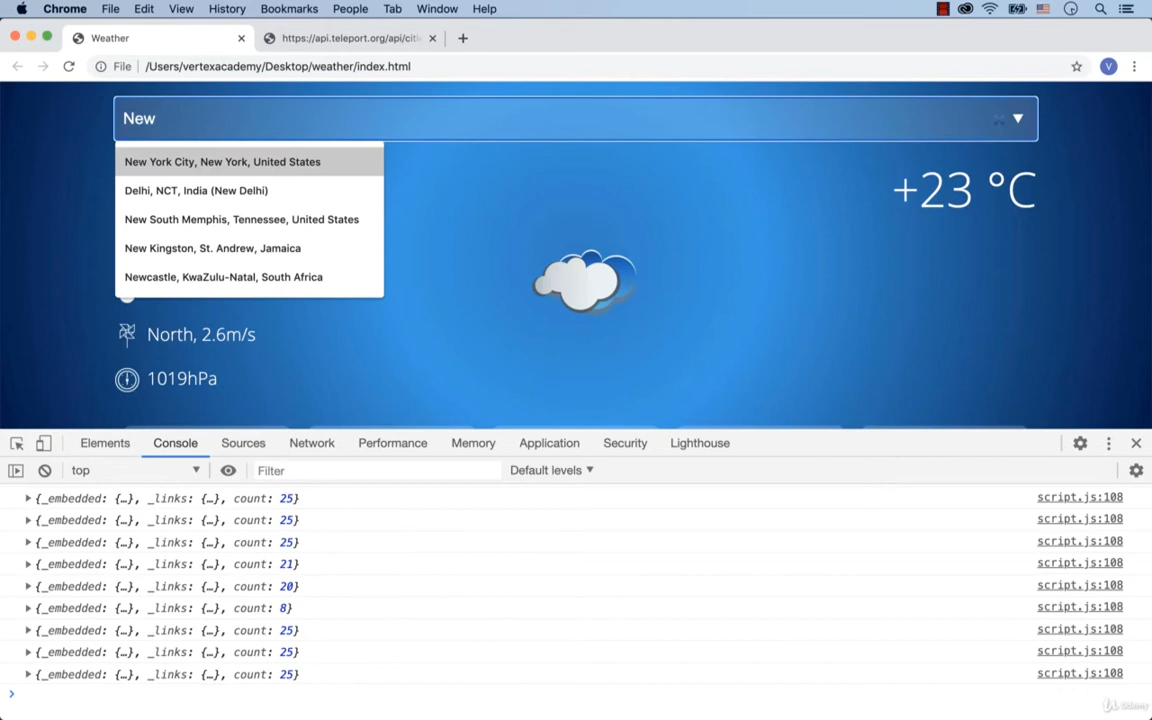 Chrome File Edit View History Bookmarks People Tab Window Help
Weather
https://api.teleport.org/api/citi
File /Users/vertexacademy/Desktop/weather/index.html
V
New
New York City, New York, United States
Delhi, NCT, India (New Delhi)
New South Memphis, Tennessee, United States
New Kingston, St. Andrew, Jamaica
Newcastle, KwaZulu-Natal, South Africa
+23 °C
North, 2.6m/s
1019hPa
Elements Console Sources Network Performance Memory Application Security Lighthouse
top Filter Default levels
{_embedded: {…}, _links: {…}, count: 25} script.js:108
{_embedded: {…}, _links: {…}, count: 25} script.js:108
{_embedded: {…}, _links: {…}, count: 25} script.js:108
{_embedded: {…}, _links: {…}, count: 21} script.js:108
{_embedded: {…}, _links: {…}, count: 20} script.js:108
{_embedded: {…}, _links: {…}, count: 8} script.js:108
{_embedded: {…}, _links: {…}, count: 25} script.js:108
{_embedded: {…}, _links: {…}, count: 25} script.js:108
{_embedded: {…}, _links: {…}, count: 25} script.js:108
Udemy